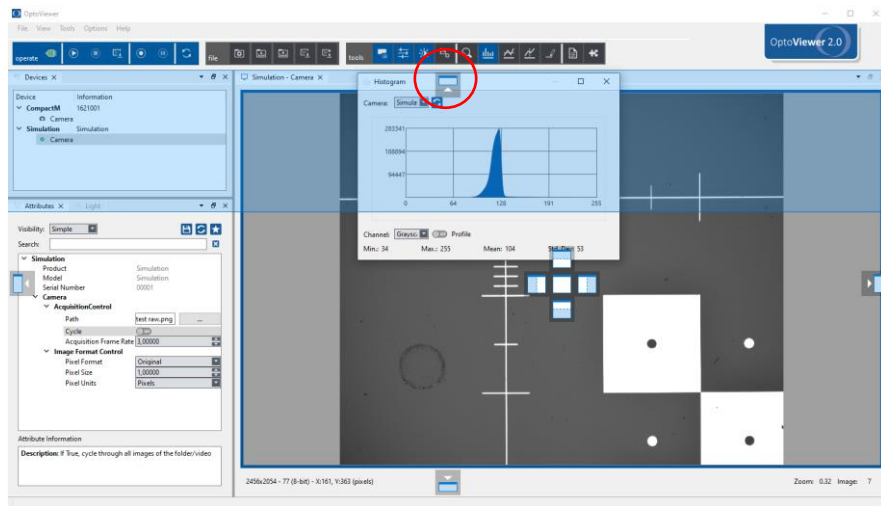 OptoViewer
File View Tools Options Help
operate
file
tools
OptoViewer 2.0
Devices
Simulation - Camera
Histogram
Device Information
CompactM 1621001
Camera
Simulation Simulation
Camera
Camera: Simula
283341
188894
94447
0 64 128 191 255
Channel: Graysc
Profile
Min.: 34 Max.: 255 Mean: 104 Std. Dev.: 53
Attributes Light
Visibility: Simple
Search:
Simulation
Product Simulation
Model Simulation
Serial Number 00001
Camera
AcquisitionControl
Path test raw.png ...
Cycle
Acquisition Frame Rate 3,00000
Image Format Control
Pixel Format Original
Pixel Size 1,00000
Pixel Units Pixels
Attribute Information
Description: If True, cycle through all images of the folder/video
2456x2054 - 77 (8-bit) - X:161, Y:363 (pixels)
Zoom: 0.32 Image: 7